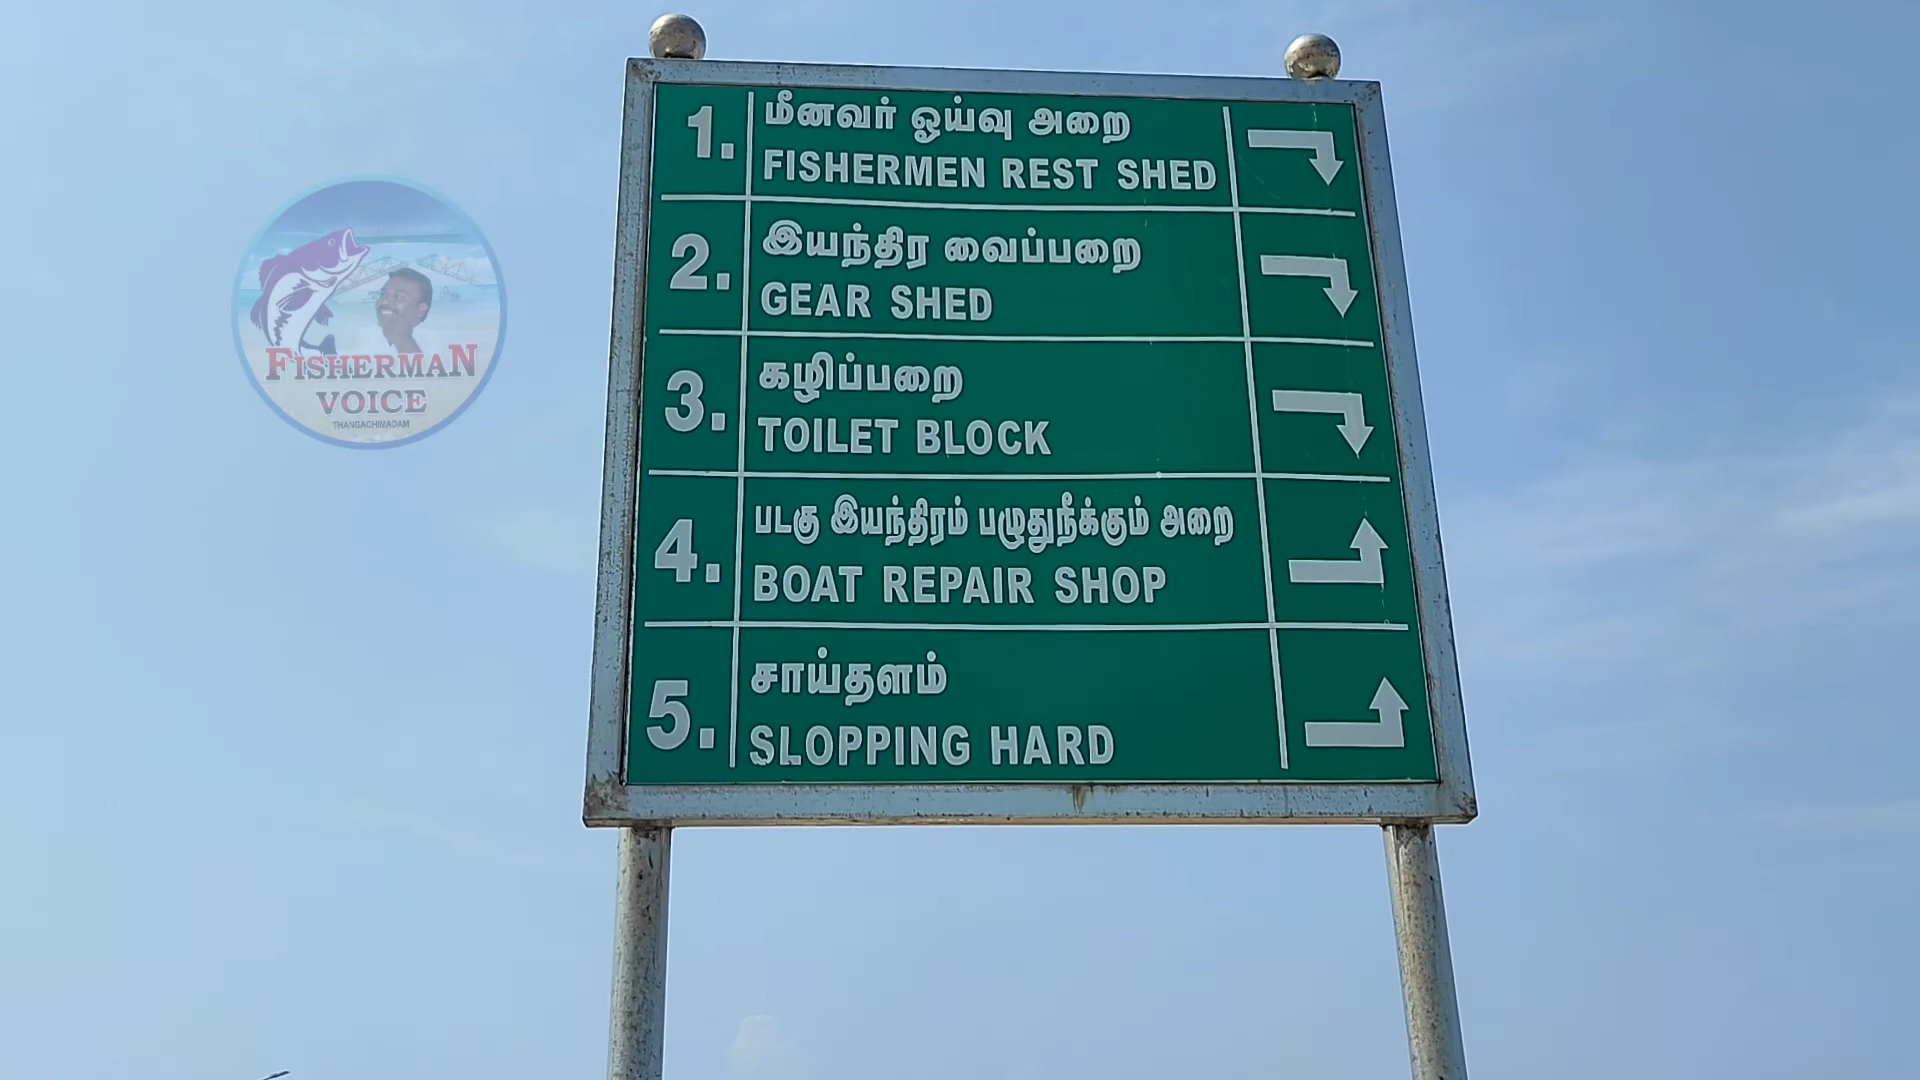 FISHERMAN
VOICE
THANGACHIMADAM
1. மீனவர் ஓய்வு அறை
FISHERMEN REST SHED
2. இயந்திர வைப்பறை
GEAR SHED
3. கழிப்பறை
TOILET BLOCK
4. படகு இயந்திரம் பழுதுநீக்கும் அறை
BOAT REPAIR SHOP
5. சாய்தளம்
SLOPPING HARD